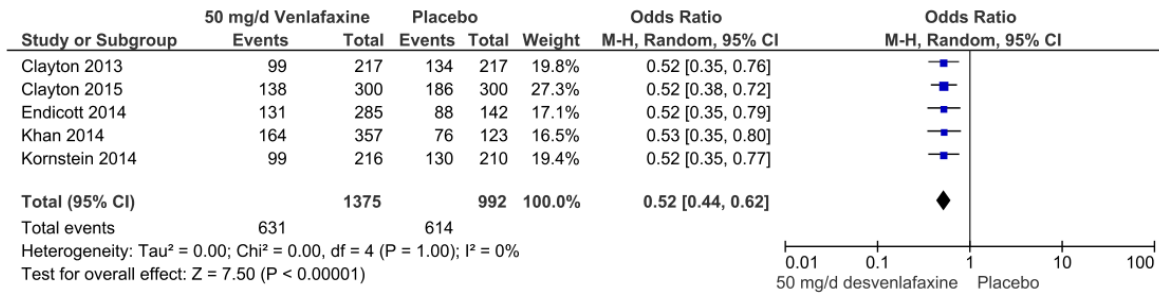 50 mg/d Venlafaxine Placebo Odds Ratio Odds Ratio
Study or Subgroup Events Total Events Total Weight M-H, Random, 95% CI M-H, Random, 95% CI
Clayton 2013 99 217 134 217 19.8% 0.52 [0.35, 0.76]
Clayton 2015 138 300 186 300 27.3% 0.52 [0.38, 0.72]
Endicott 2014 131 285 88 142 17.1% 0.52 [0.35, 0.79]
Khan 2014 164 357 76 123 16.5% 0.53 [0.35, 0.80]
Kornstein 2014 99 216 130 210 19.4% 0.52 [0.35, 0.77]
Total (95% CI) 1375 992 100.0% 0.52 [0.44, 0.62]
Total events 631 614
Heterogeneity: Tau² = 0.00; Chi² = 0.00, df = 4 (P = 1.00); I² = 0%
Test for overall effect: Z = 7.50 (P < 0.00001)
0.01 0.1 1 10 100
50 mg/d desvenlafaxine Placebo